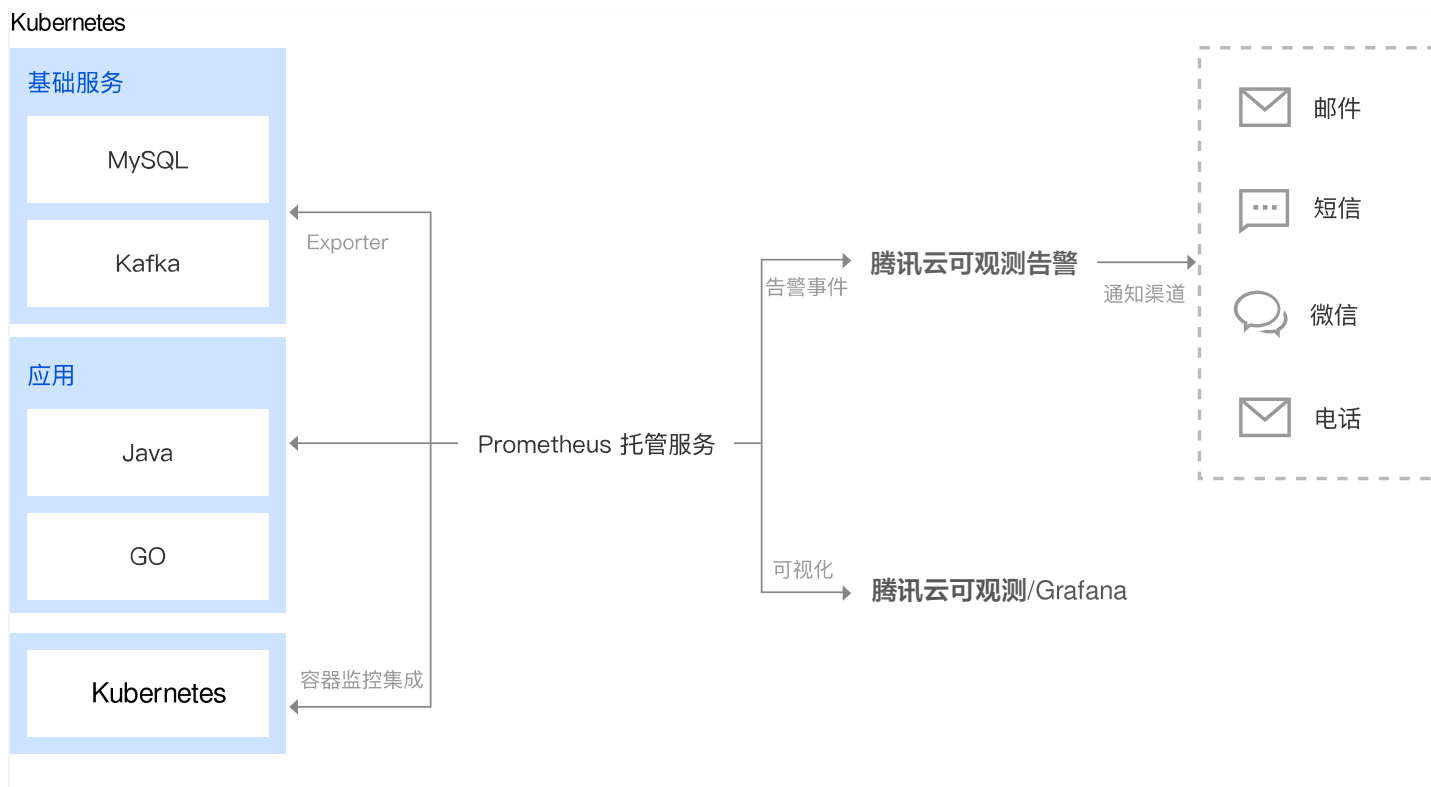 Kubernetes
基础服务
MySQL
Kafka
Exporter
应用
Java
GO
Kubernetes
容器监控集成
Prometheus 托管服务
告警事件
腾讯云可观测告警
通知渠道
可视化
腾讯云可观测/Grafana
邮件
短信
微信
电话